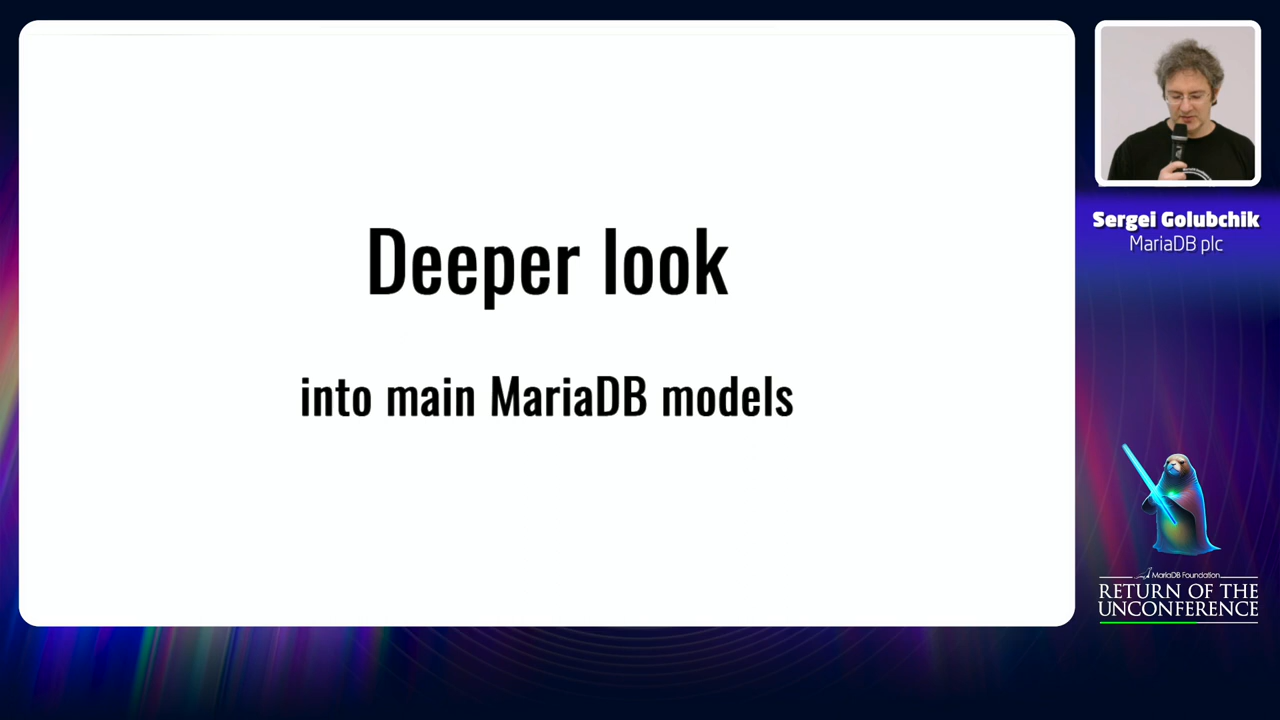 Deeper look
into main MariaDB models
Sergei Golubchik
MariaDB plc
MariaDB Foundation
RETURN OF THE
UNCONFERENCE